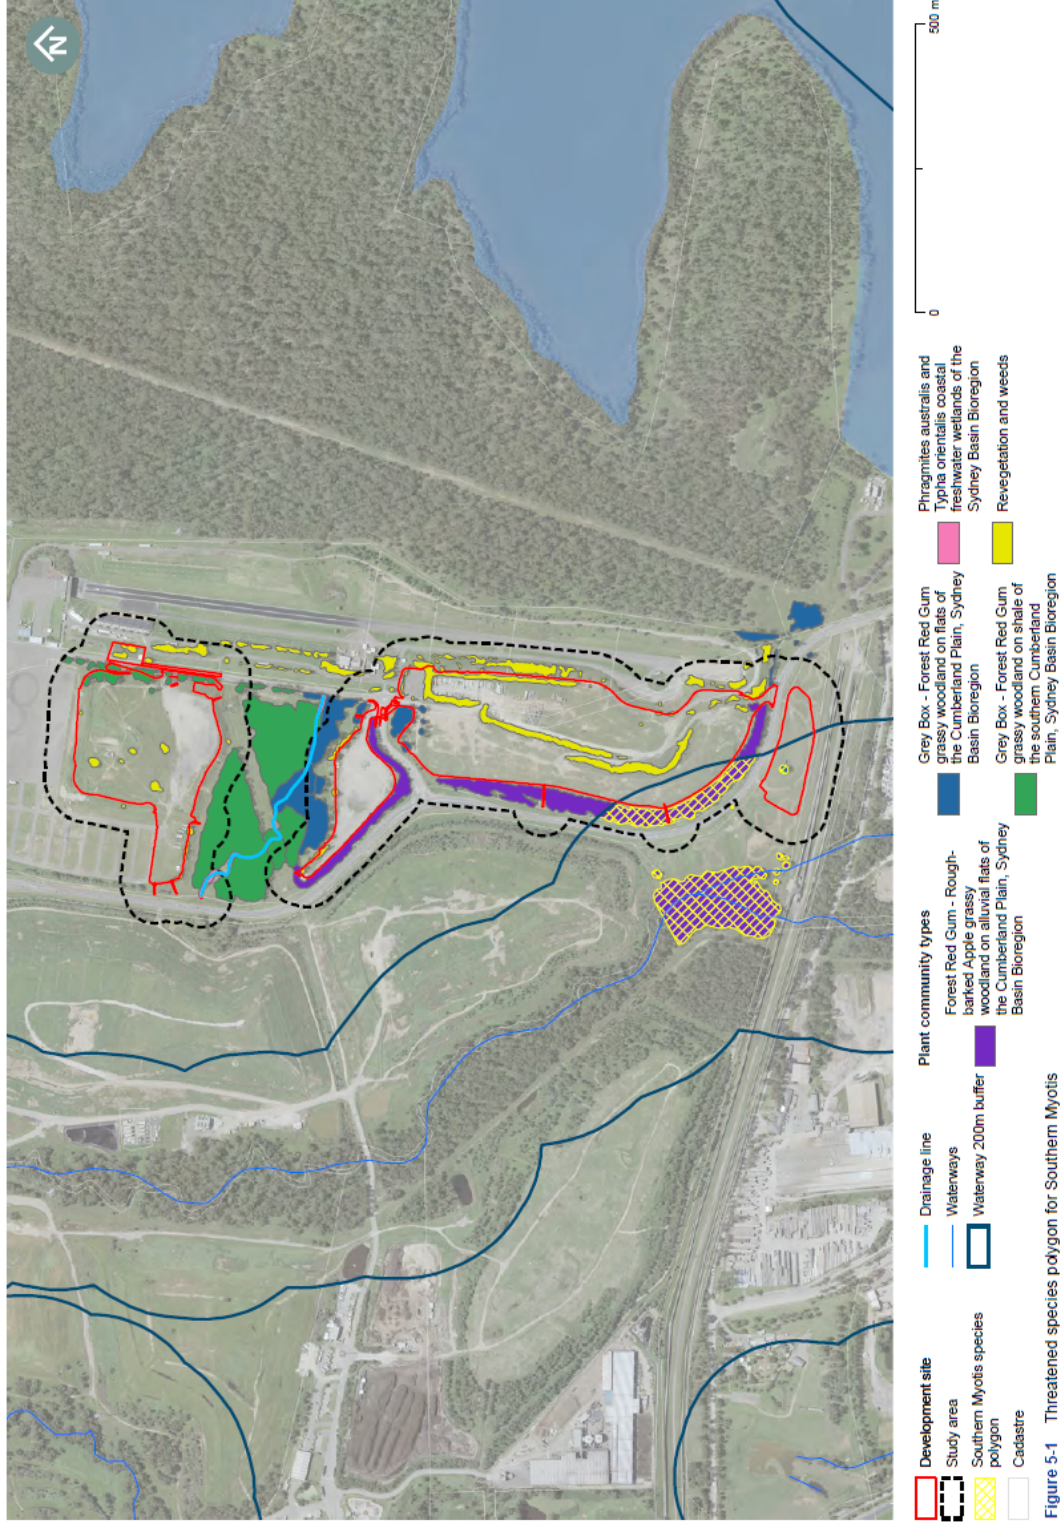 N
0
500 m
Development site
Study area
Southern Myotis species
polygon
Cadastre
Drainage line
Waterways
Waterway 200m buffer
Plant community types
Forest Red Gum - Rough-
barked Apple grassy
woodland on alluvial flats of
the Cumberland Plain, Sydney
Basin Bioregion
Grey Box - Forest Red Gum
grassy woodland on flats of
the Cumberland Plain, Sydney
Basin Bioregion
Grey Box - Forest Red Gum
grassy woodland on shale of
the southern Cumberland
Plain, Sydney Basin Bioregion
Phragmites australis and
Typha orientalis coastal
freshwater wetlands of the
Sydney Basin Bioregion
Revegetation and weeds
Figure 5-1 Threatened species polygon for Southern Myotis